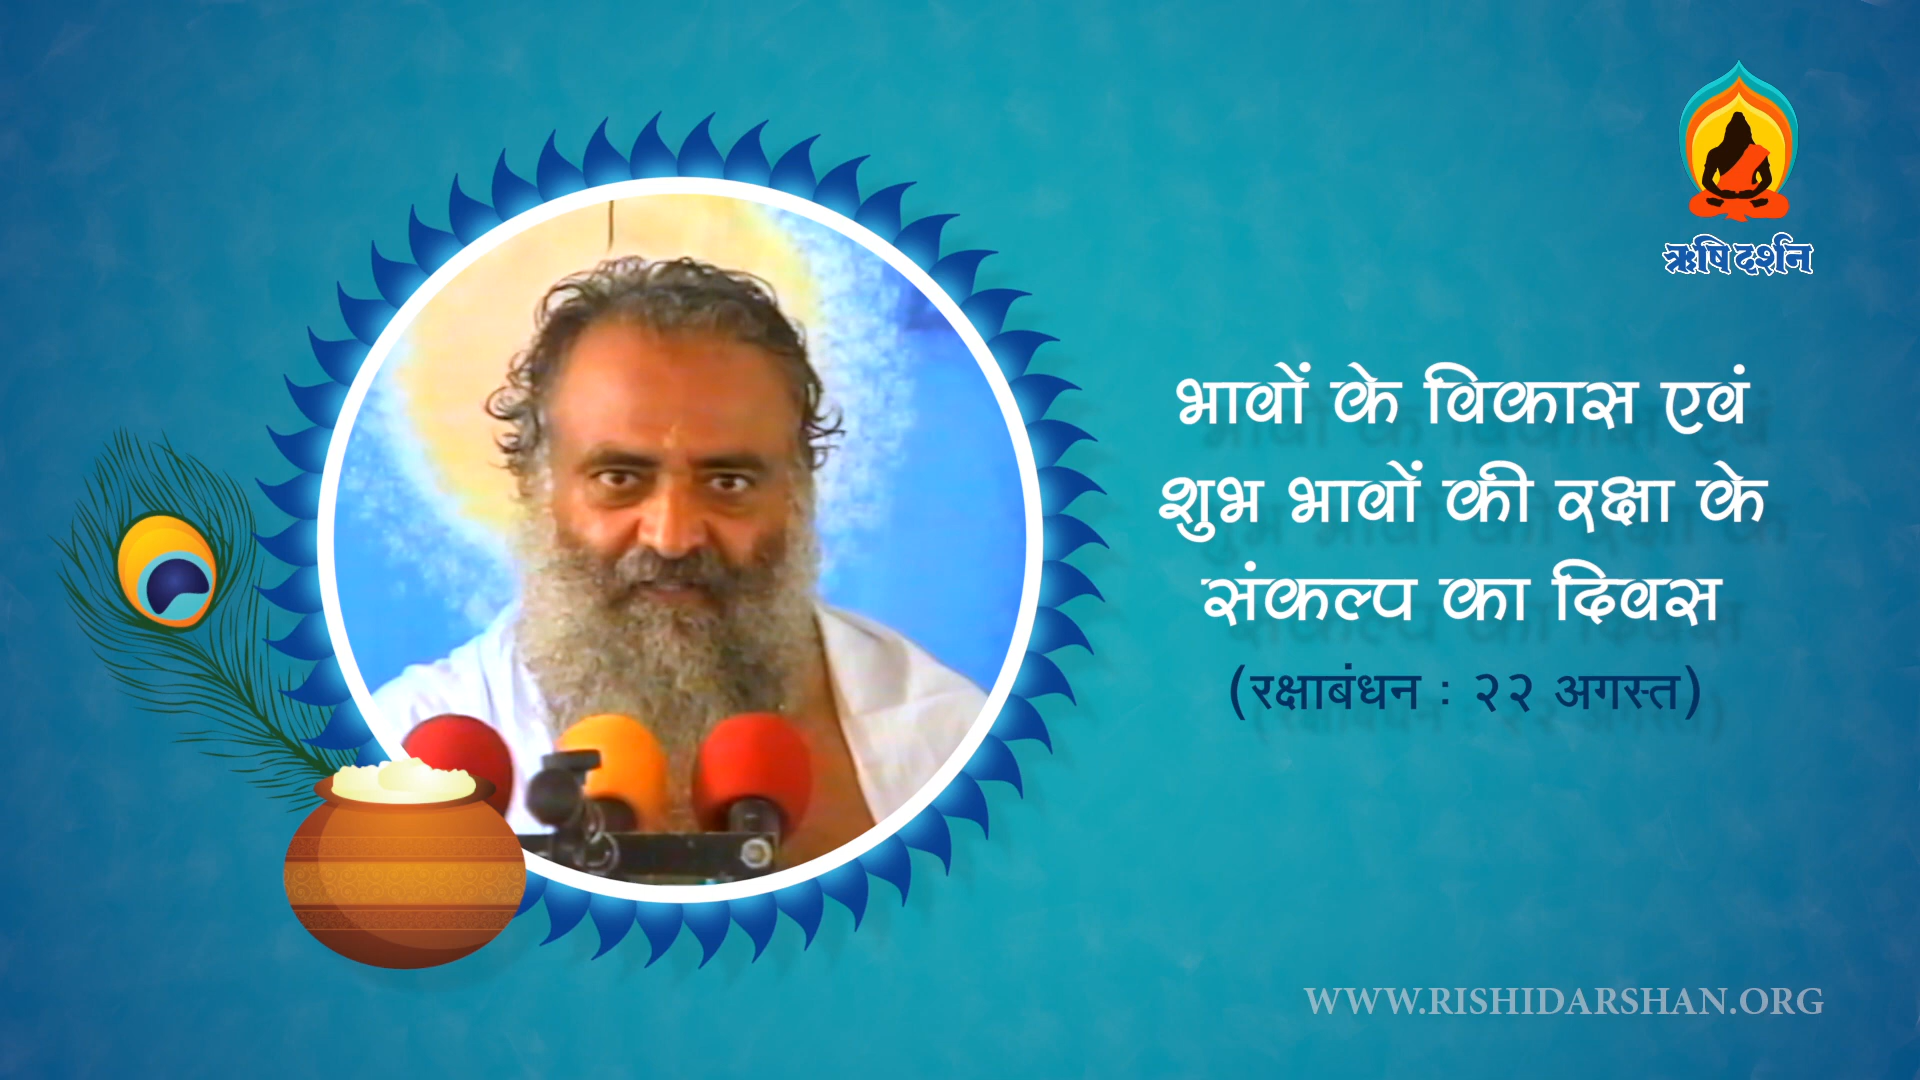 ऋषि दर्शन
भावों के विकास एवं
शुभ भावों की रक्षा के
संकल्प का दिवस
(रक्षाबंधन : २२ अगस्त)
WWW.RISHIDARSHAN.ORG